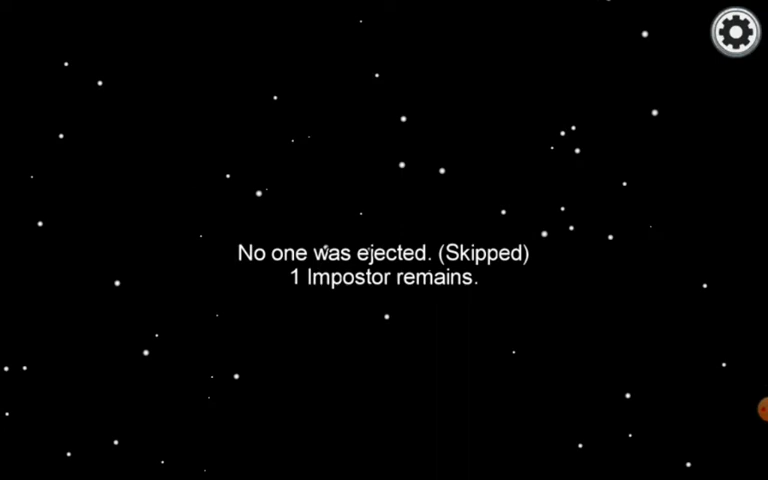 No one was ejected. (Skipped)
1 Impostor remains.